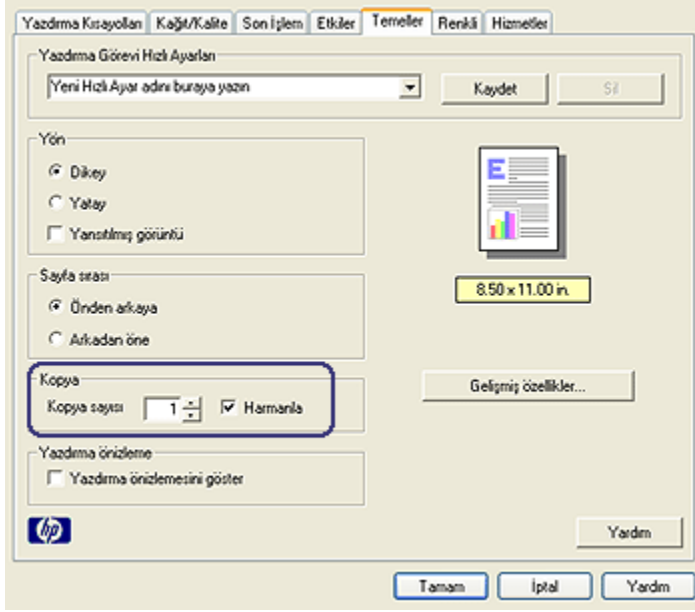 Yazdırma Kısayolları Kağıt/Kalite Son İşlem Etkiler Temeller Renkli Hizmetler
Yazdırma Görevi Hızlı Ayarları
Yeni Hızlı Ayar adını buraya yazın Kaydet Sil
Yön
Dikey
Yatay
Yansıtılmış görüntü
E
8.50 x 11.00 in.
Sayfa sırası
Önden arkaya
Arkadan öne
Kopya
Kopya sayısı 1 Harmanla
Gelişmiş özellikler...
Yazdırma önizleme
Yazdırma önizlemesini göster
hp
Yardım
Tamam İptal Yardım